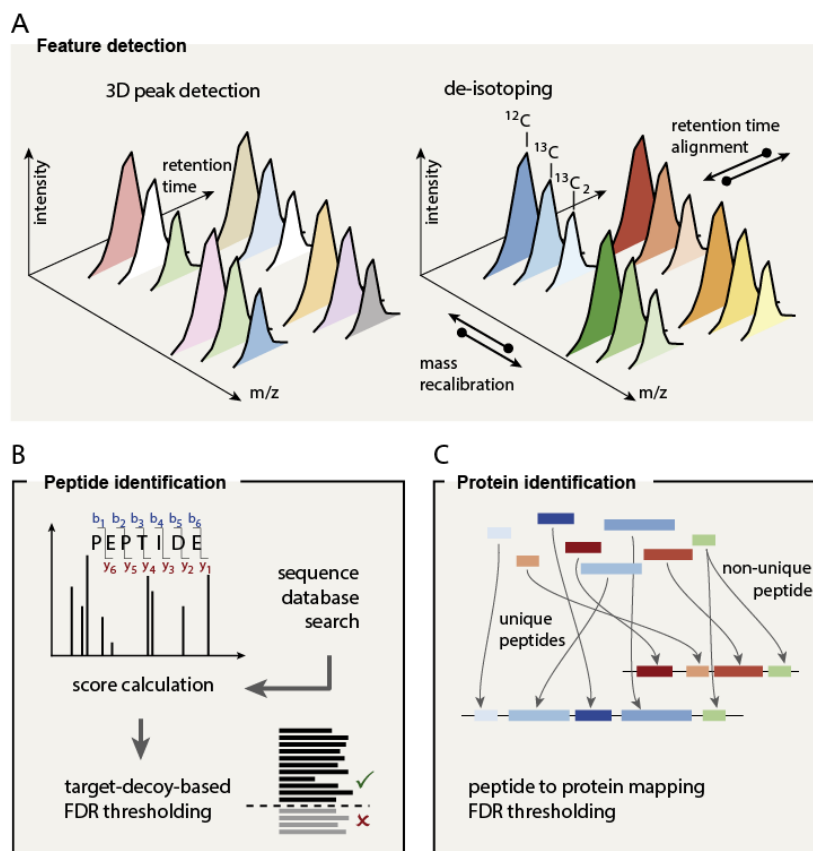 A
Feature detection
3D peak detection
intensity
retention
time
m/z
de-isotoping
12C
13C
13C2
retention time
alignment
intensity
mass
recalibration
m/z
B
Peptide identification
b1 b2 b3 b4 b5 b6
PEPTIDE
y6 y5 y4 y3 y2 y1
sequence
database
search
score calculation
target-decoy-based
FDR thresholding
✓
✗
C
Protein identification
non-unique
peptide
unique
peptides
peptide to protein mapping
FDR thresholding